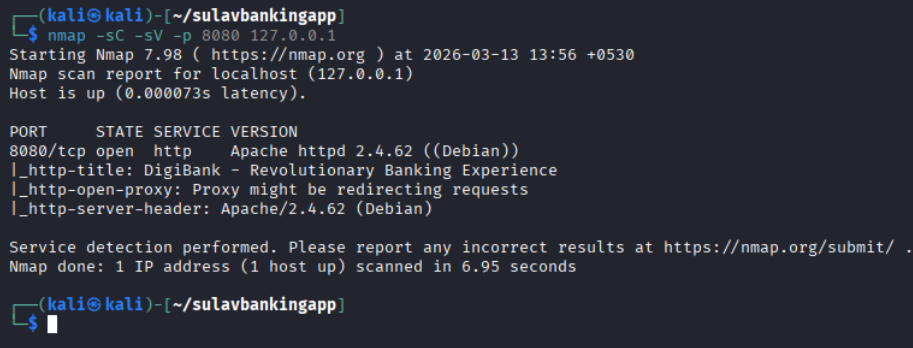 ┌──(kali㉿kali)-[~/sulavbankingapp]
└─$ nmap -sC -sV -p 8080 127.0.0.1
Starting Nmap 7.98 ( https://nmap.org ) at 2026-03-13 13:56 +0530
Nmap scan report for localhost (127.0.0.1)
Host is up (0.000073s latency).

PORT     STATE SERVICE VERSION
8080/tcp open  http    Apache httpd 2.4.62 ((Debian))
|_http-title: DigiBank - Revolutionary Banking Experience
|_http-open-proxy: Proxy might be redirecting requests
|_http-server-header: Apache/2.4.62 (Debian)

Service detection performed. Please report any incorrect results at https://nmap.org/submit/ .
Nmap done: 1 IP address (1 host up) scanned in 6.95 seconds

┌──(kali㉿kali)-[~/sulavbankingapp]
└─$